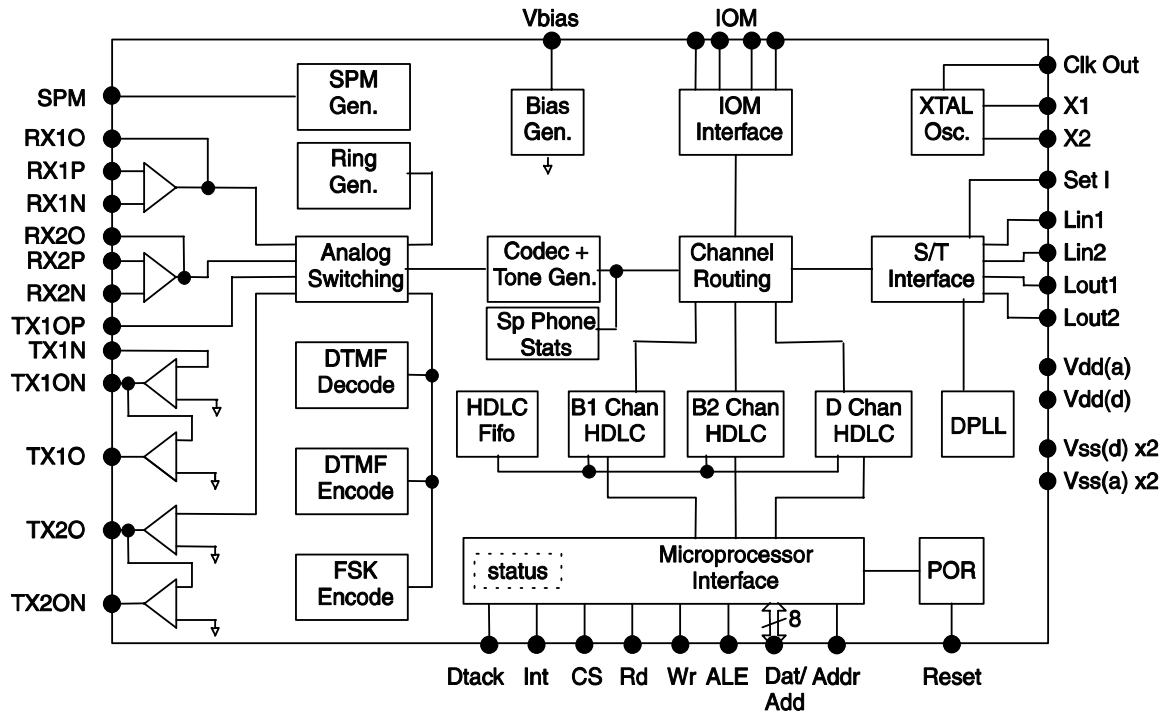 Vbias
IOM
SPM
RX1O
RX1P
RX1N
RX2O
RX2P
RX2N
TX1OP
TX1N
TX1ON
TX1O
TX2O
TX2ON
SPM
Gen.
Ring
Gen.
Analog
Switching
DTMF
Decode
DTMF
Encode
FSK
Encode
Bias
Gen.
Codec +
Tone Gen.
Sp Phone
Stats
IOM
Interface
Channel
Routing
XTAL
Osc.
S/T
Interface
HDLC
Fifo
B1 Chan
HDLC
B2 Chan
HDLC
D Chan
HDLC
DPLL
status
Microprocessor
Interface
POR
8
Clk Out
X1
X2
Set I
Lin1
Lin2
Lout1
Lout2
Vdd(a)
Vdd(d)
Vss(d) x2
Vss(a) x2
Dtack
Int
CS
Rd
Wr
ALE
Dat/
Add
Addr
Reset